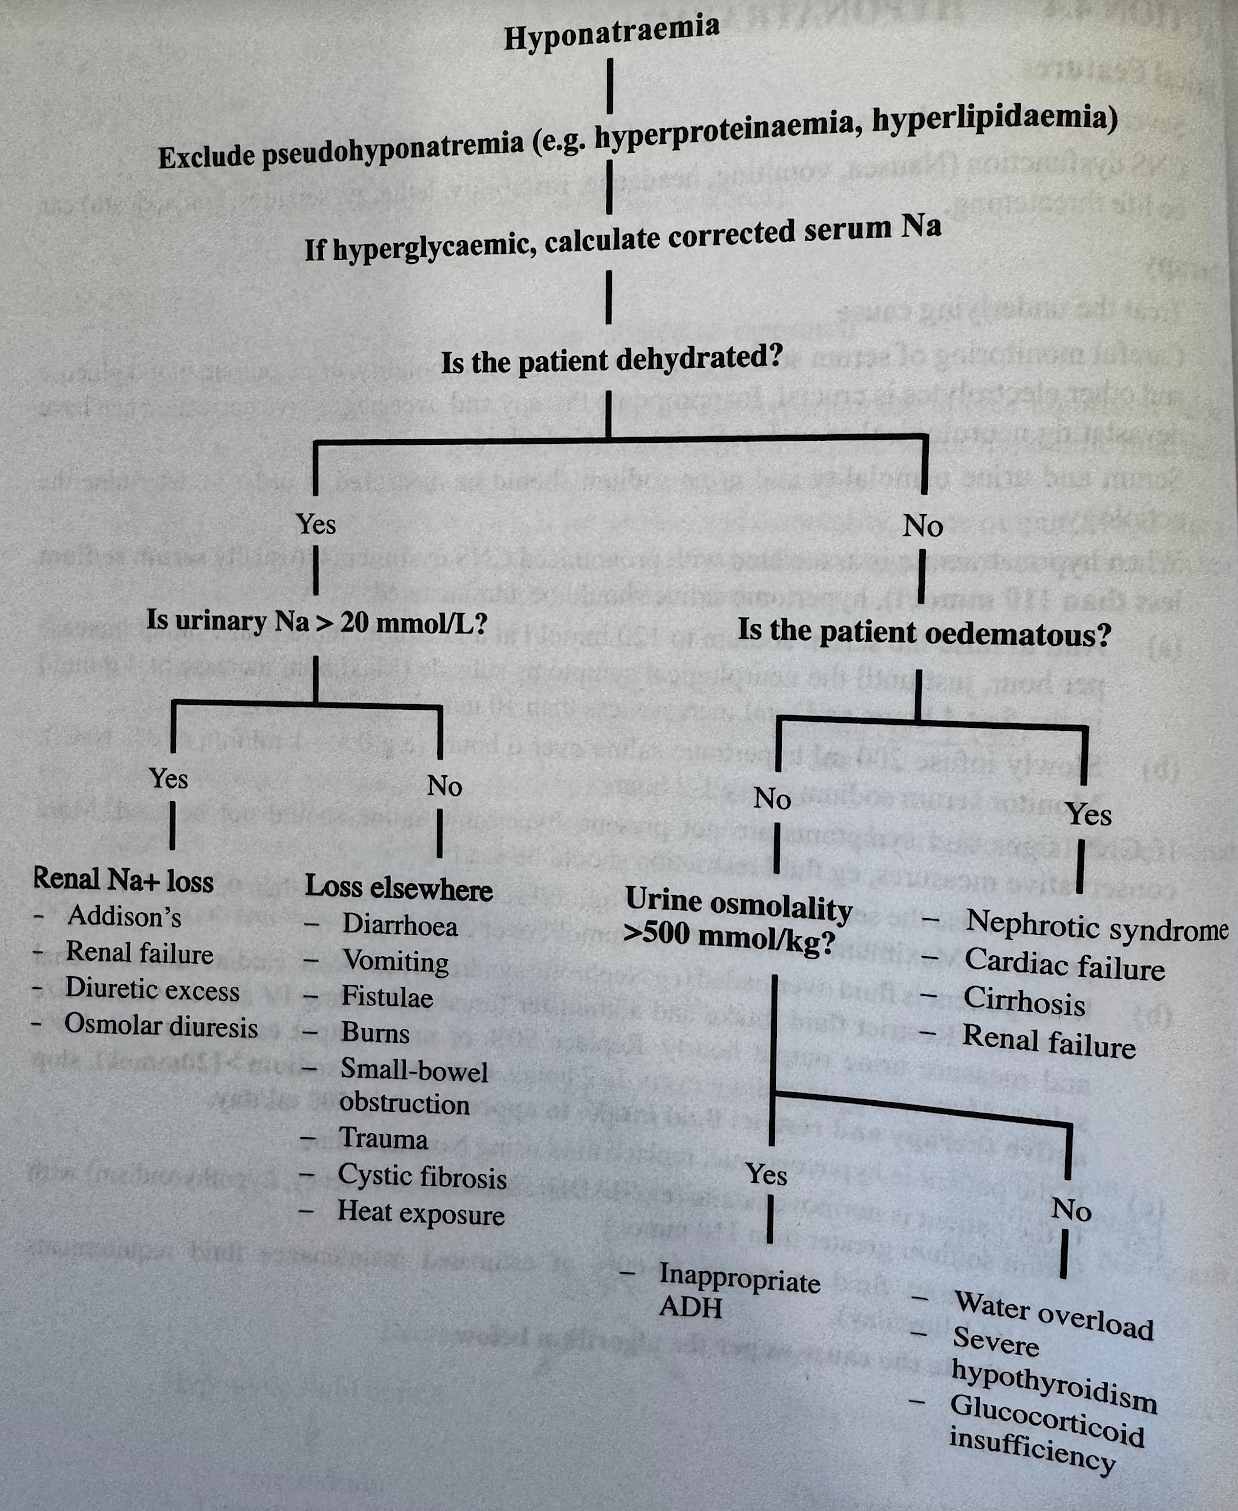 Hyponatraemia
Exclude pseudohyponatremia (e.g. hyperproteinaemia, hyperlipidaemia)
If hyperglycaemic, calculate corrected serum Na
Is the patient dehydrated?
Yes
No
Is urinary Na > 20 mmol/L?
Is the patient oedematous?
Yes
No
No
Yes
Renal Na+ loss
- Addison's
- Renal failure
- Diuretic excess
- Osmolar diuresis
Loss elsewhere
- Diarrhoea
- Vomiting
- Fistulae
- Burns
- Small-bowel
obstruction
- Trauma
- Cystic fibrosis
- Heat exposure
Urine osmolality
>500 mmol/kg?
- Nephrotic syndrome
- Cardiac failure
- Cirrhosis
- Renal failure
Yes
No
- Inappropriate
ADH
- Water overload
- Severe
hypothyroidism
- Glucocorticoid
insufficiency